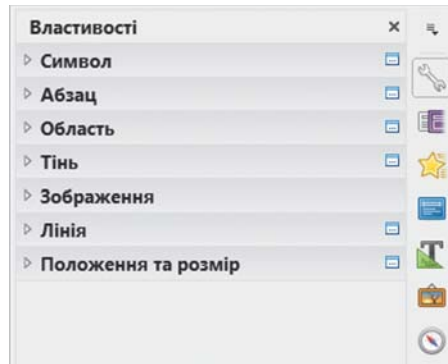 Властивості
Символ
Абзац
Область
Тінь
Зображення
Лінія
Положення та розмір